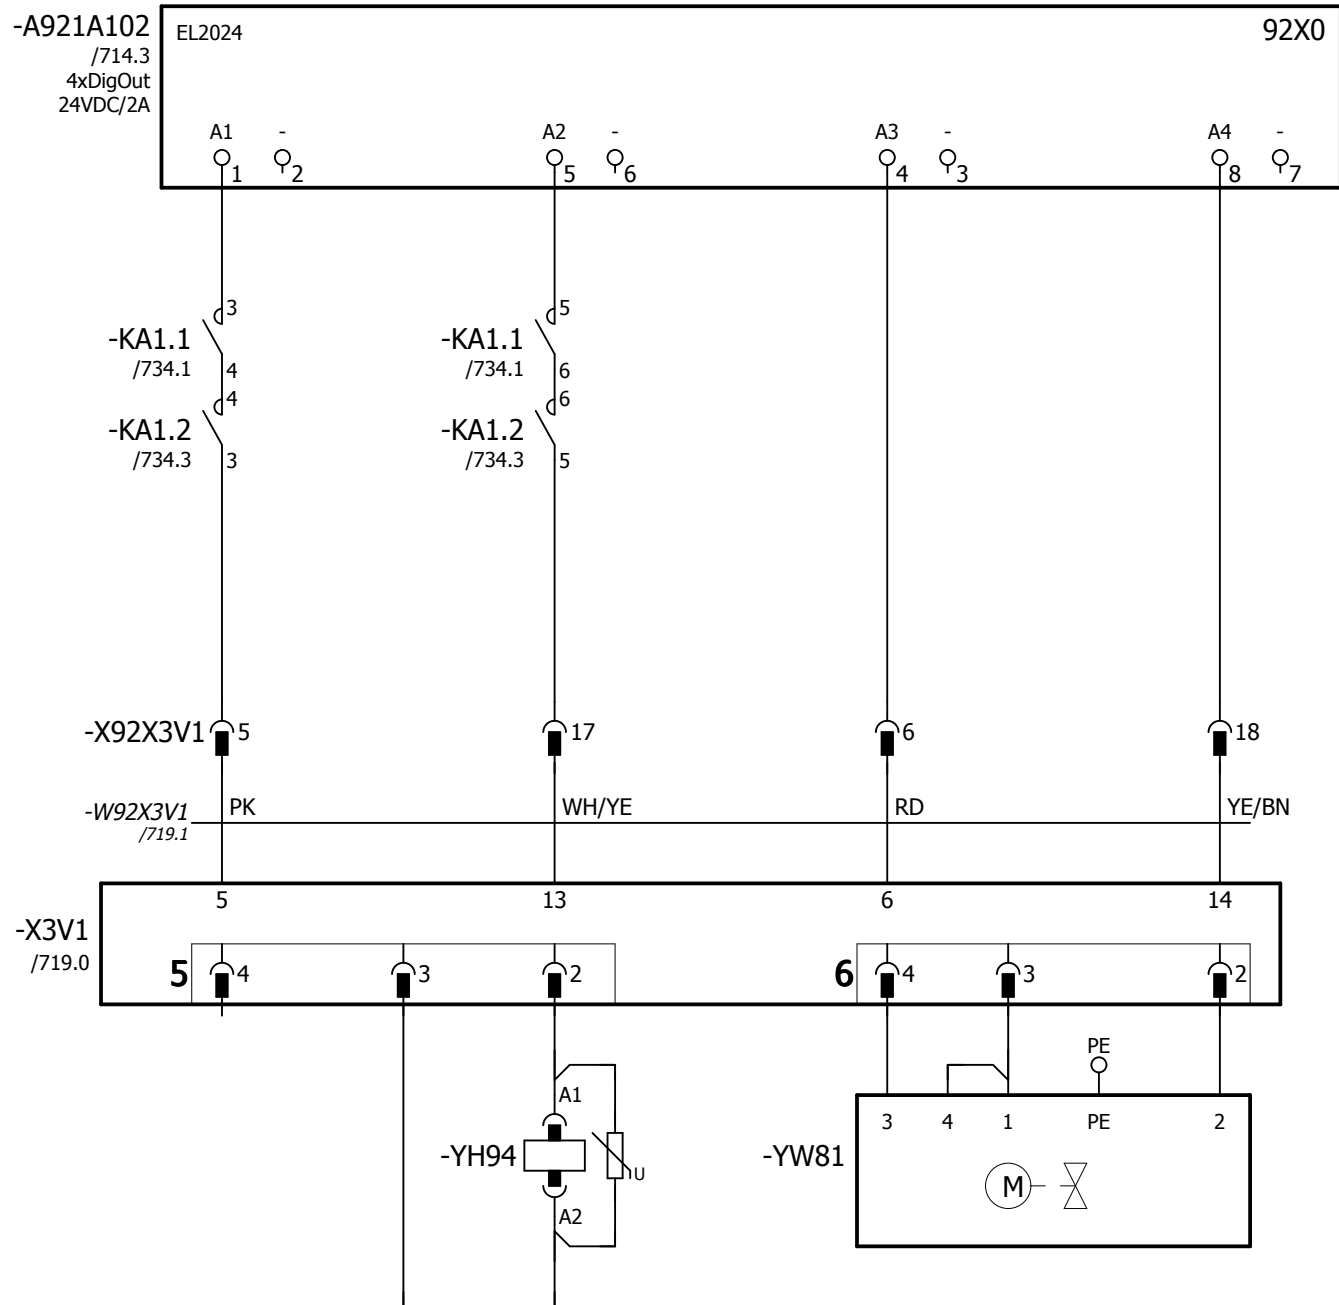 -A921A102
/714.3
4xDigOut
24VDC/2A
EL2024
92X0
A1 - A2 - A3 - A4 -
1 2 5 6 4 3 8 7
3 5
-KA1.1 -KA1.1
/734.1 4 /734.1 6
4 6
-KA1.2 -KA1.2
/734.3 3 /734.3 5
-X92X3V1 5 17 6 18
-W92X3V1 PK WH/YE RD YE/BN
/719.1
5 13 6 14
-X3V1
/719.0
5 4 3 2 6 4 3 2
PE
A1
3 4 1 PE 2
-YH94 U -YW81
M
A2